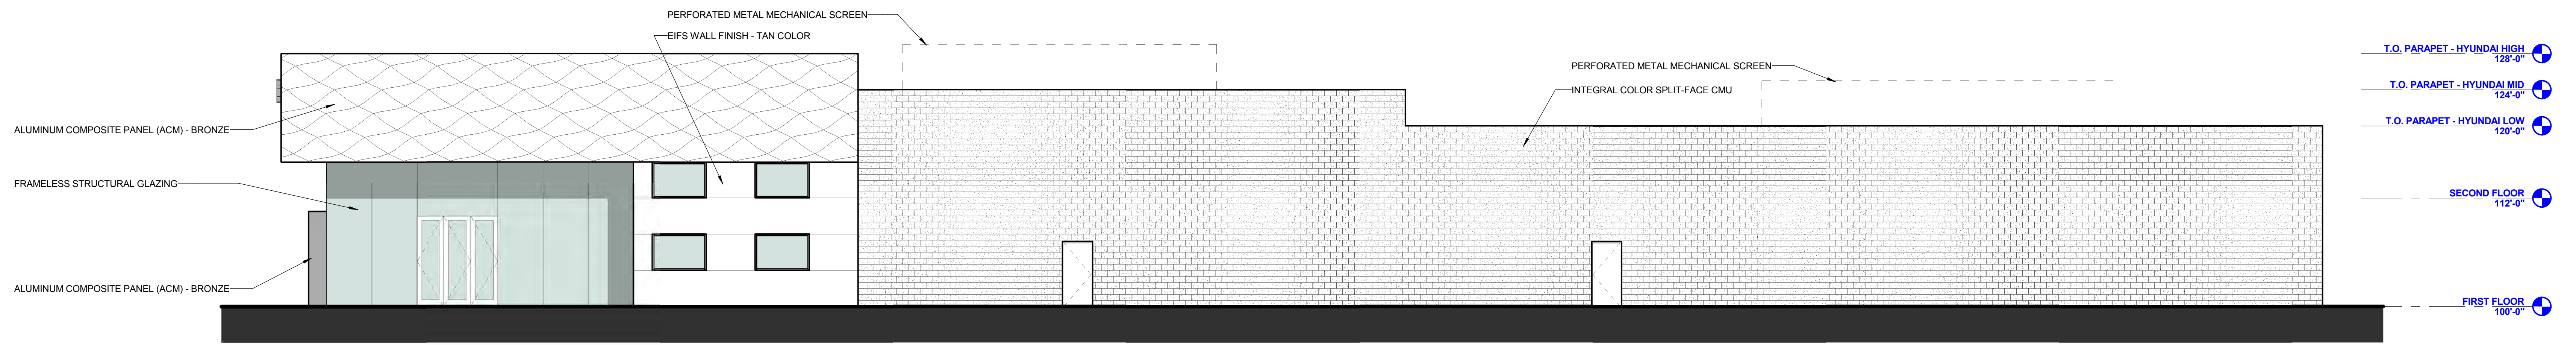 PERFORATED METAL MECHANICAL SCREEN
EIFS WALL FINISH - TAN COLOR
PERFORATED METAL MECHANICAL SCREEN
INTEGRAL COLOR SPLIT-FACE CMU
ALUMINUM COMPOSITE PANEL (ACM) - BRONZE
FRAMELESS STRUCTURAL GLAZING
ALUMINUM COMPOSITE PANEL (ACM) - BRONZE
T.O. PARAPET - HYUNDAI HIGH
128'-0"
T.O. PARAPET - HYUNDAI MID
124'-0"
T.O. PARAPET - HYUNDAI LOW
120'-0"
SECOND FLOOR
112'-0"
FIRST FLOOR
100'-0"